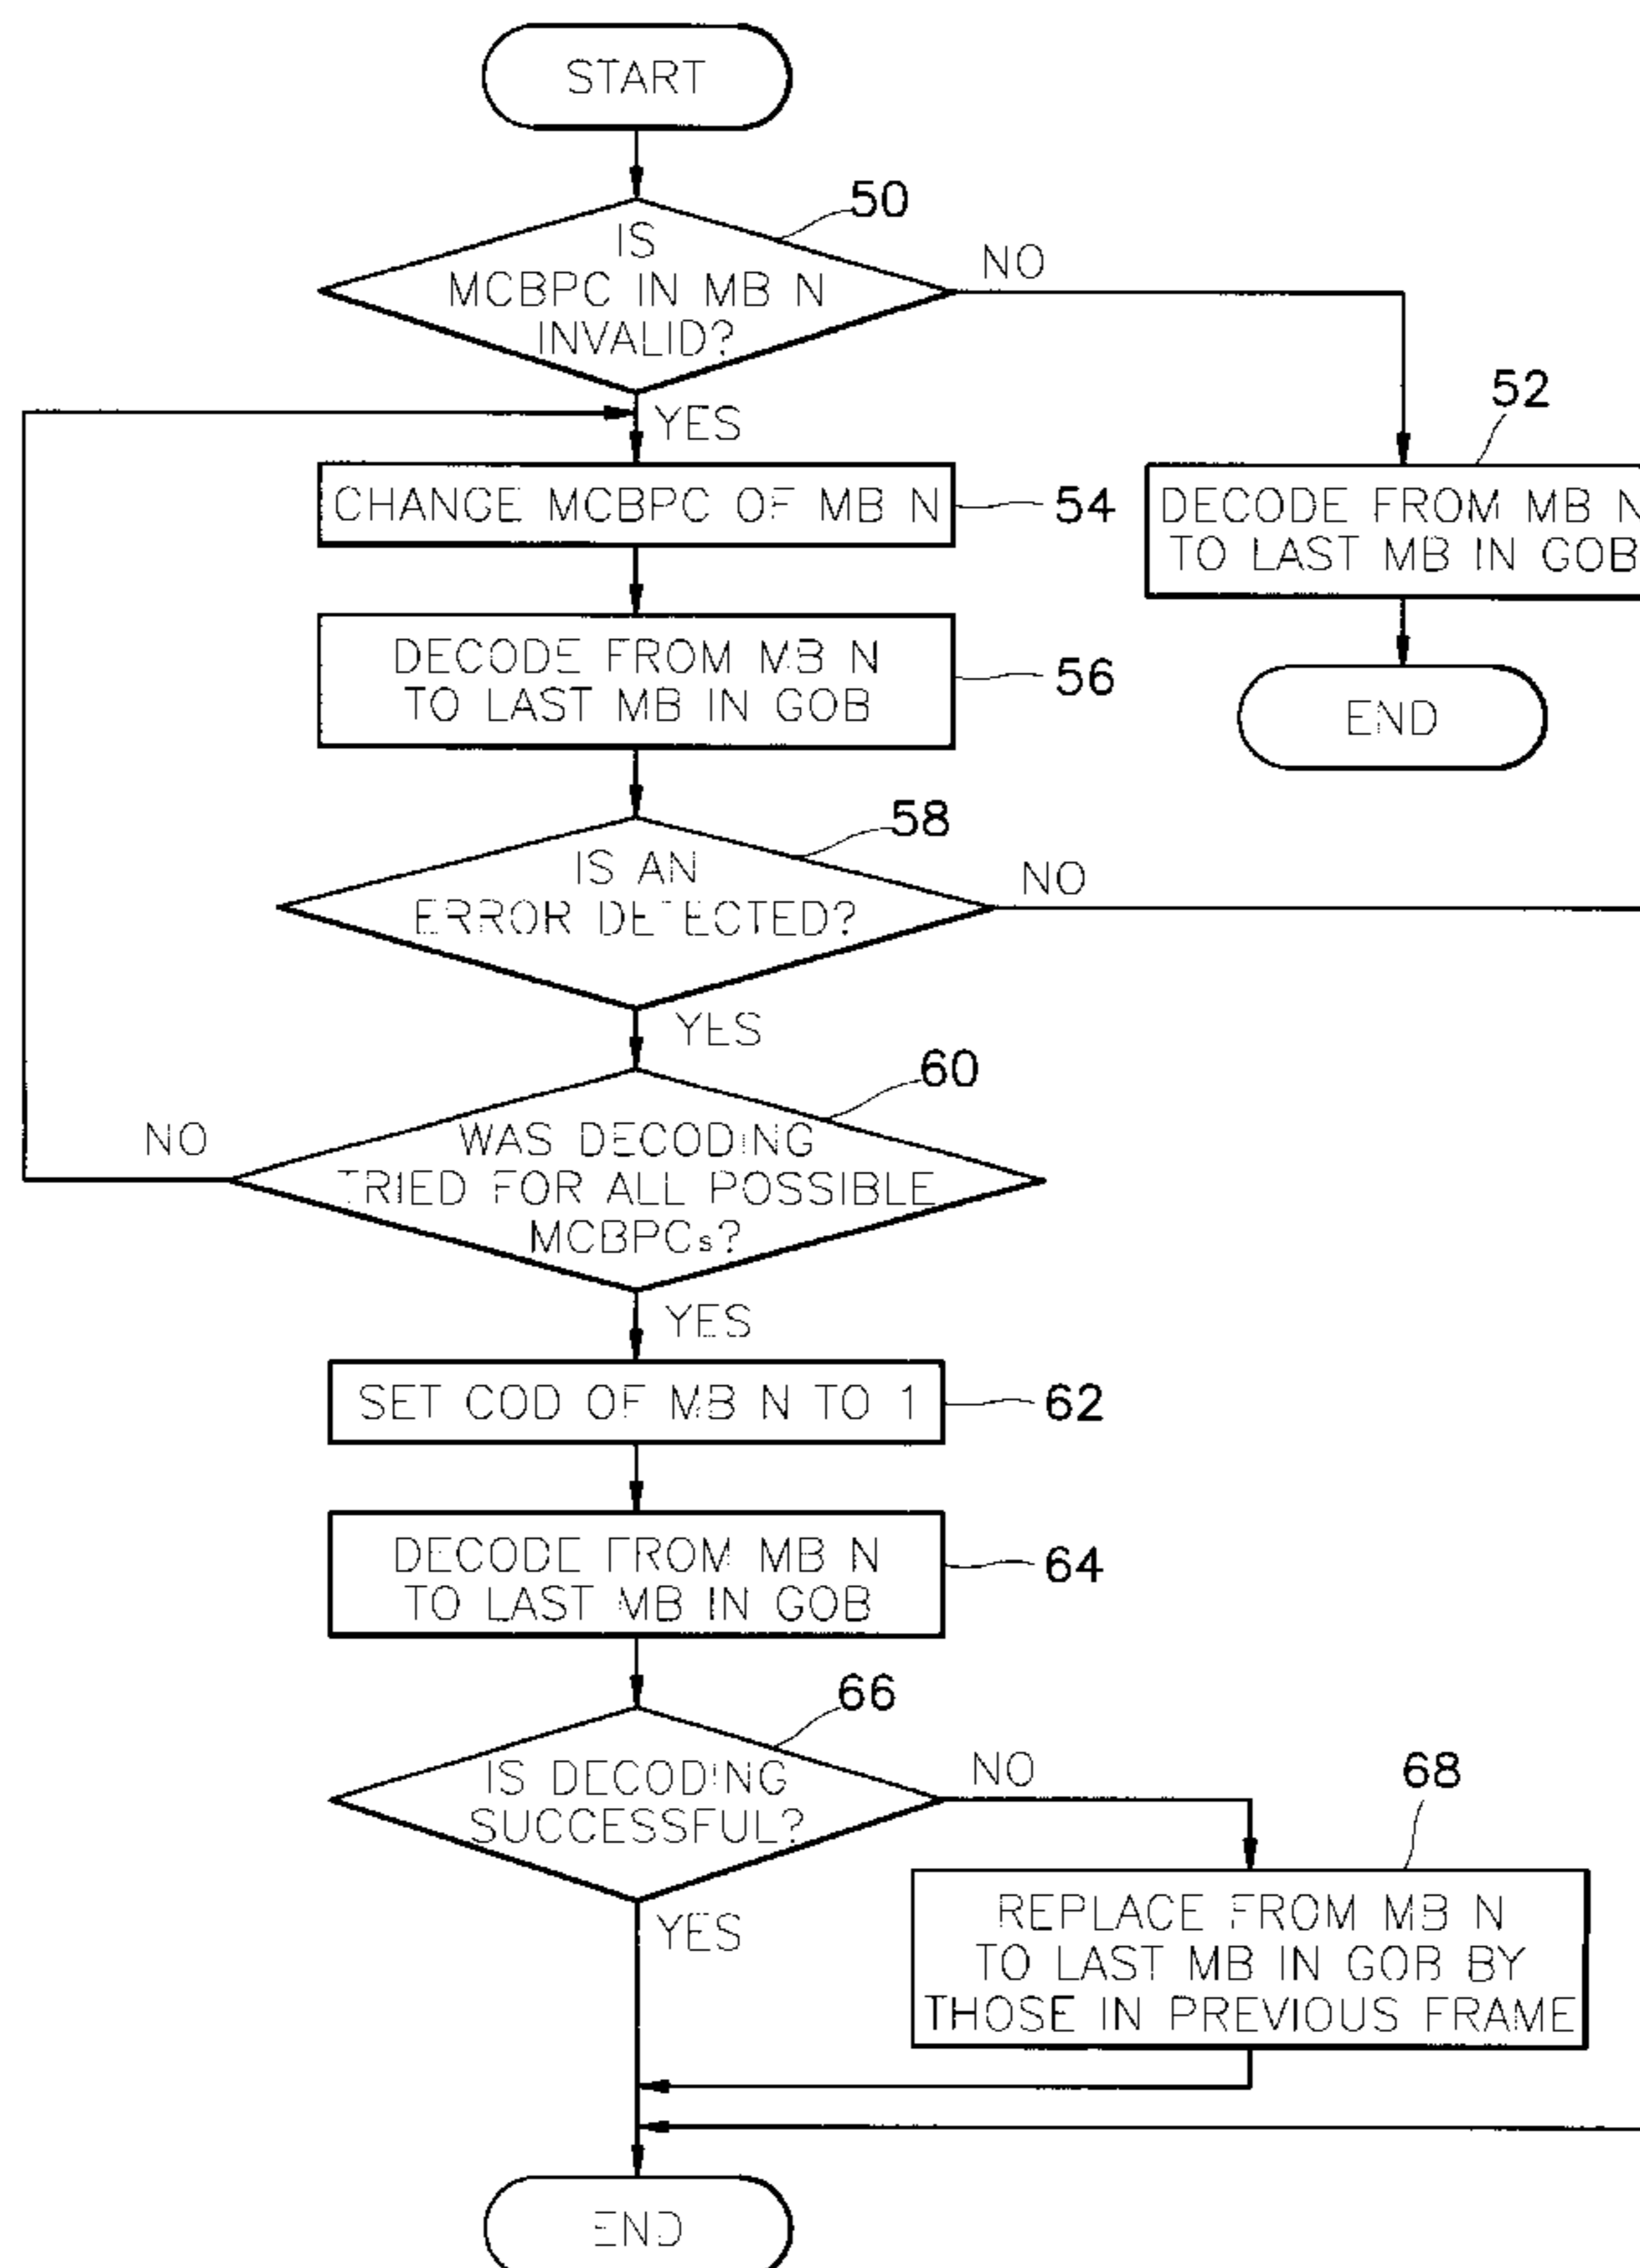 START
50
IS
MCBPC IN MB N
INVALID?
NO
YES
52
CHANGE MCBPC OF MB N
54
DECODE FROM MB N
TO LAST MB IN GOB
DECODE FROM MB N
TO LAST MB IN GOB
56
END
58
IS AN
ERROR DETECTED?
NO
YES
60
WAS DECODING
TRIED FOR ALL POSSIBLE
MCBPCs?
NO
YES
SET COD OF MB N TO 1
62
DECODE FROM MB N
TO LAST MB IN GOB
64
66
IS DECODING
SUCCESSFUL?
NO
YES
68
REPLACE FROM MB N
TO LAST MB IN GOB BY
THOSE IN PREVIOUS FRAME
END